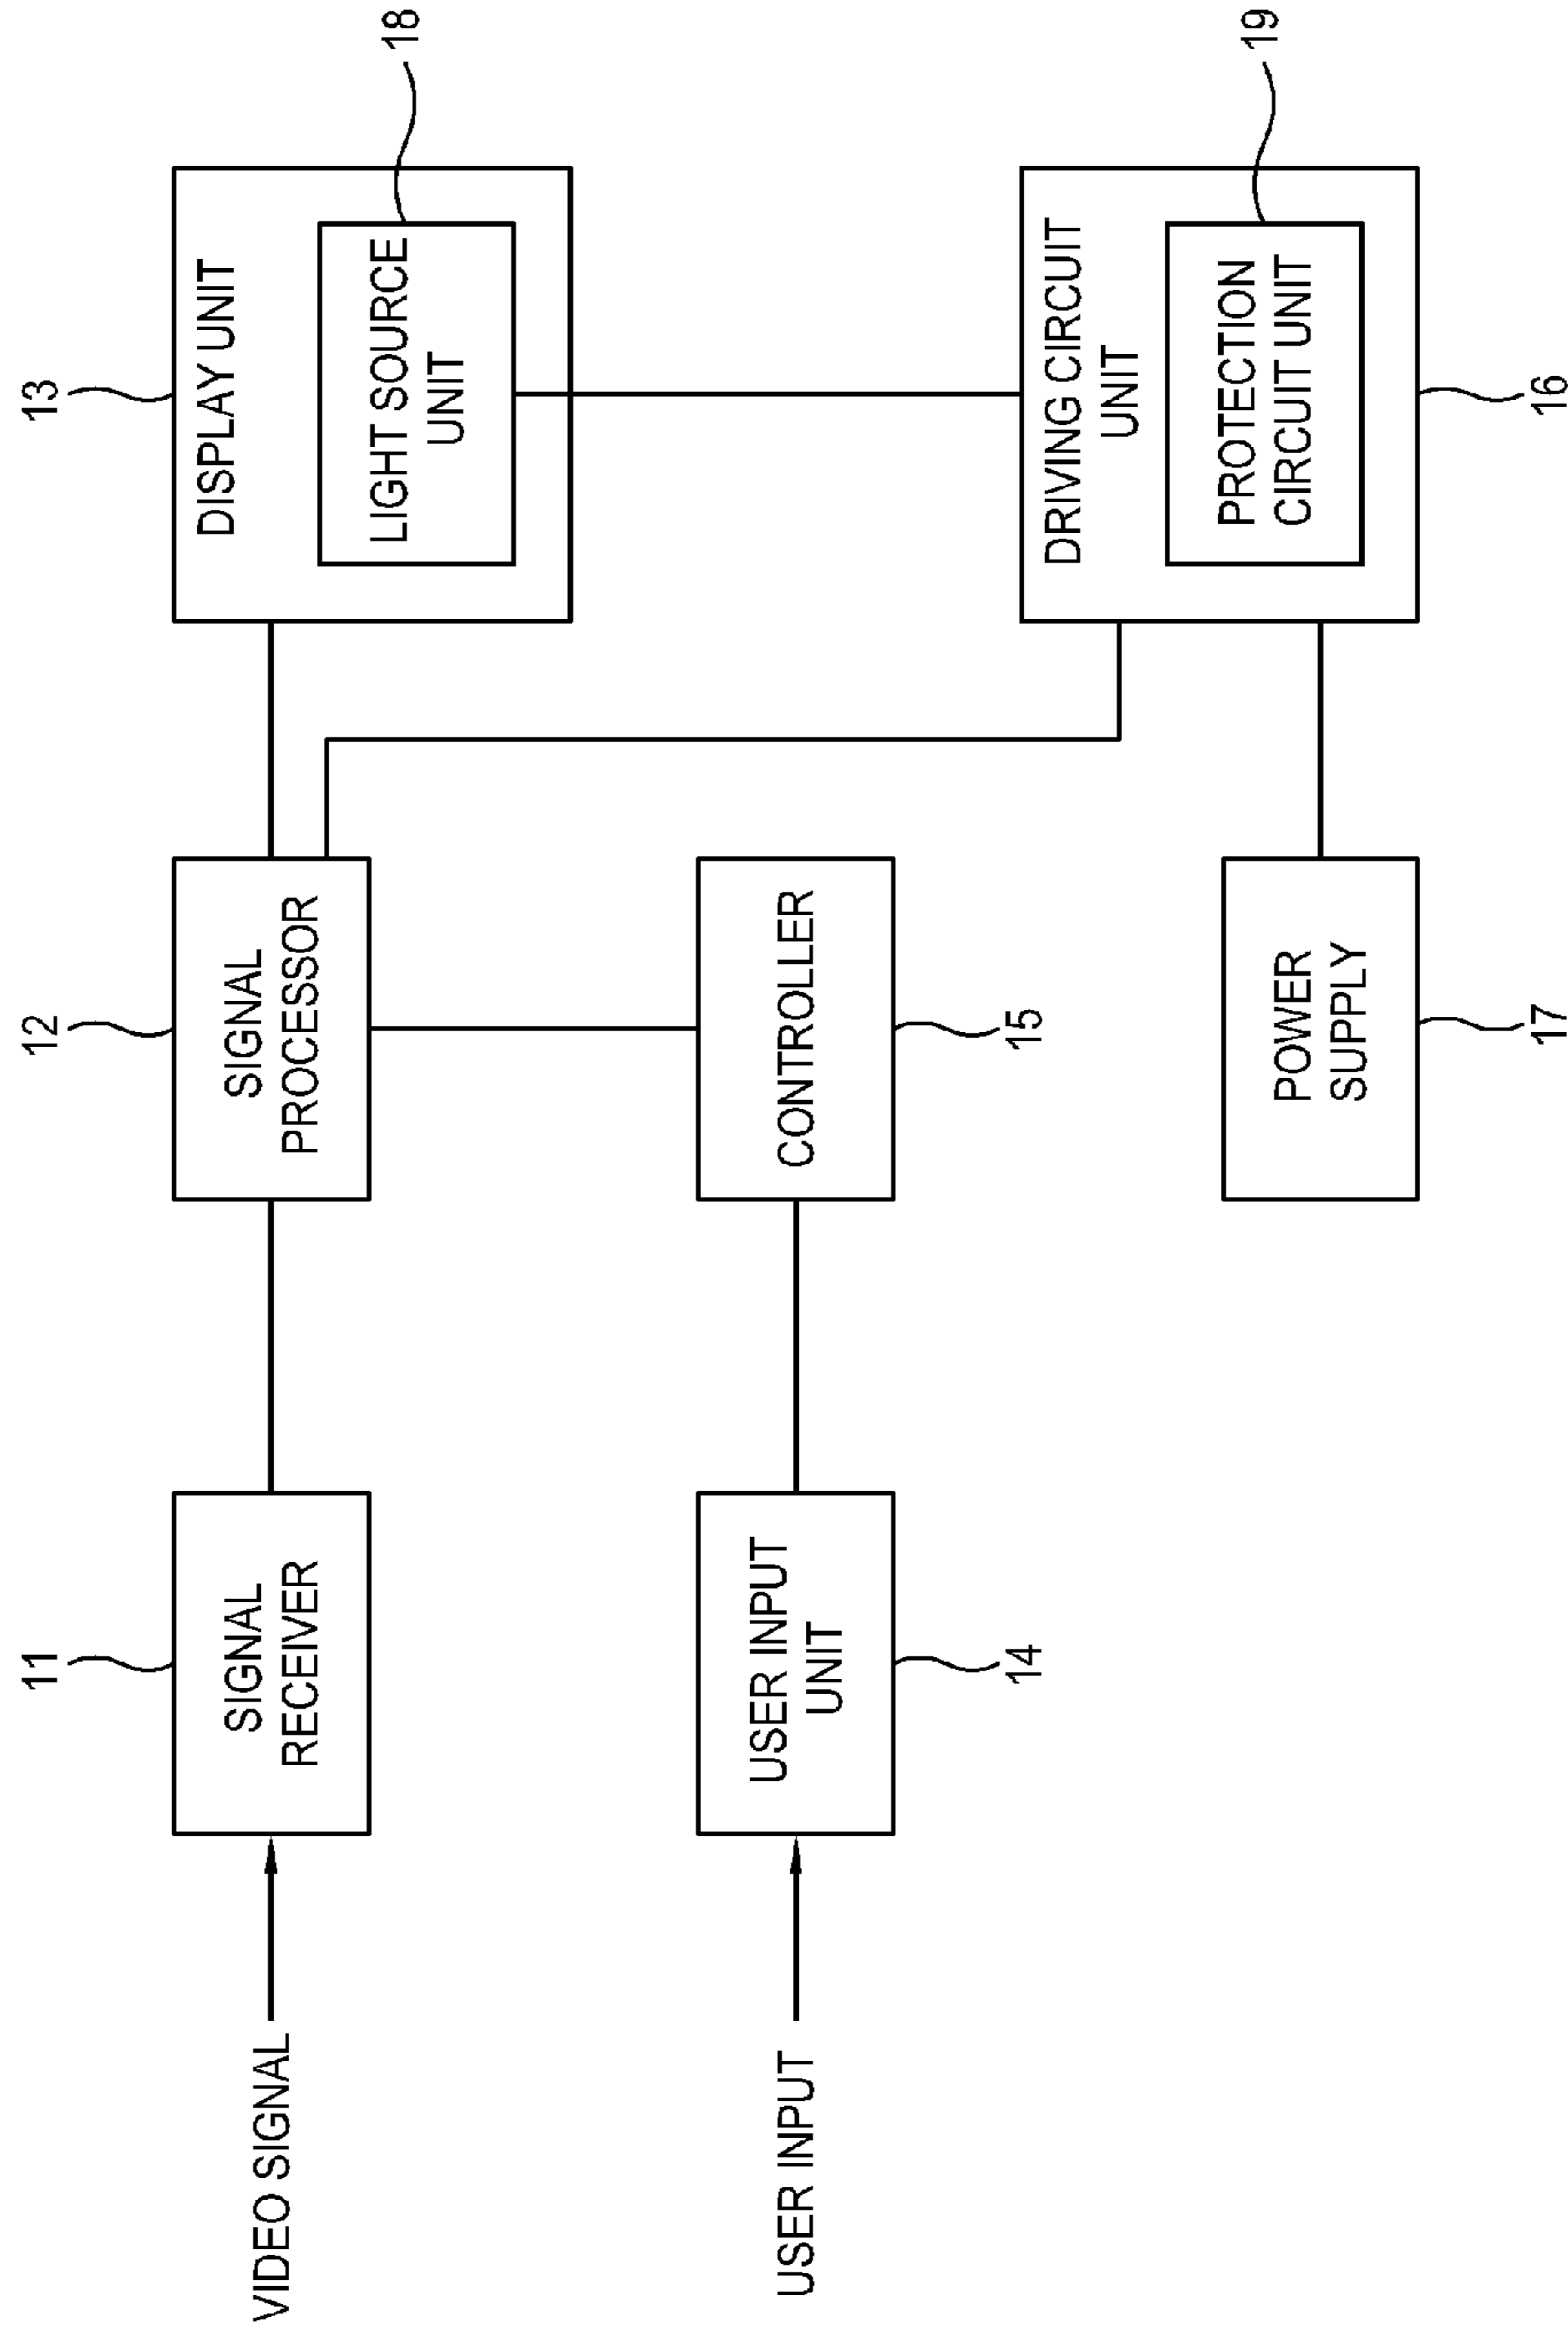 11
12
13
VIDEO SIGNAL
SIGNAL
RECEIVER
SIGNAL
PROCESSOR
DISPLAY UNIT
LIGHT SOURCE
UNIT
18
USER INPUT
USER INPUT
UNIT
14
CONTROLLER
15
DRIVING CIRCUIT
UNIT
PROTECTION
CIRCUIT UNIT
19
POWER
SUPPLY
17
16